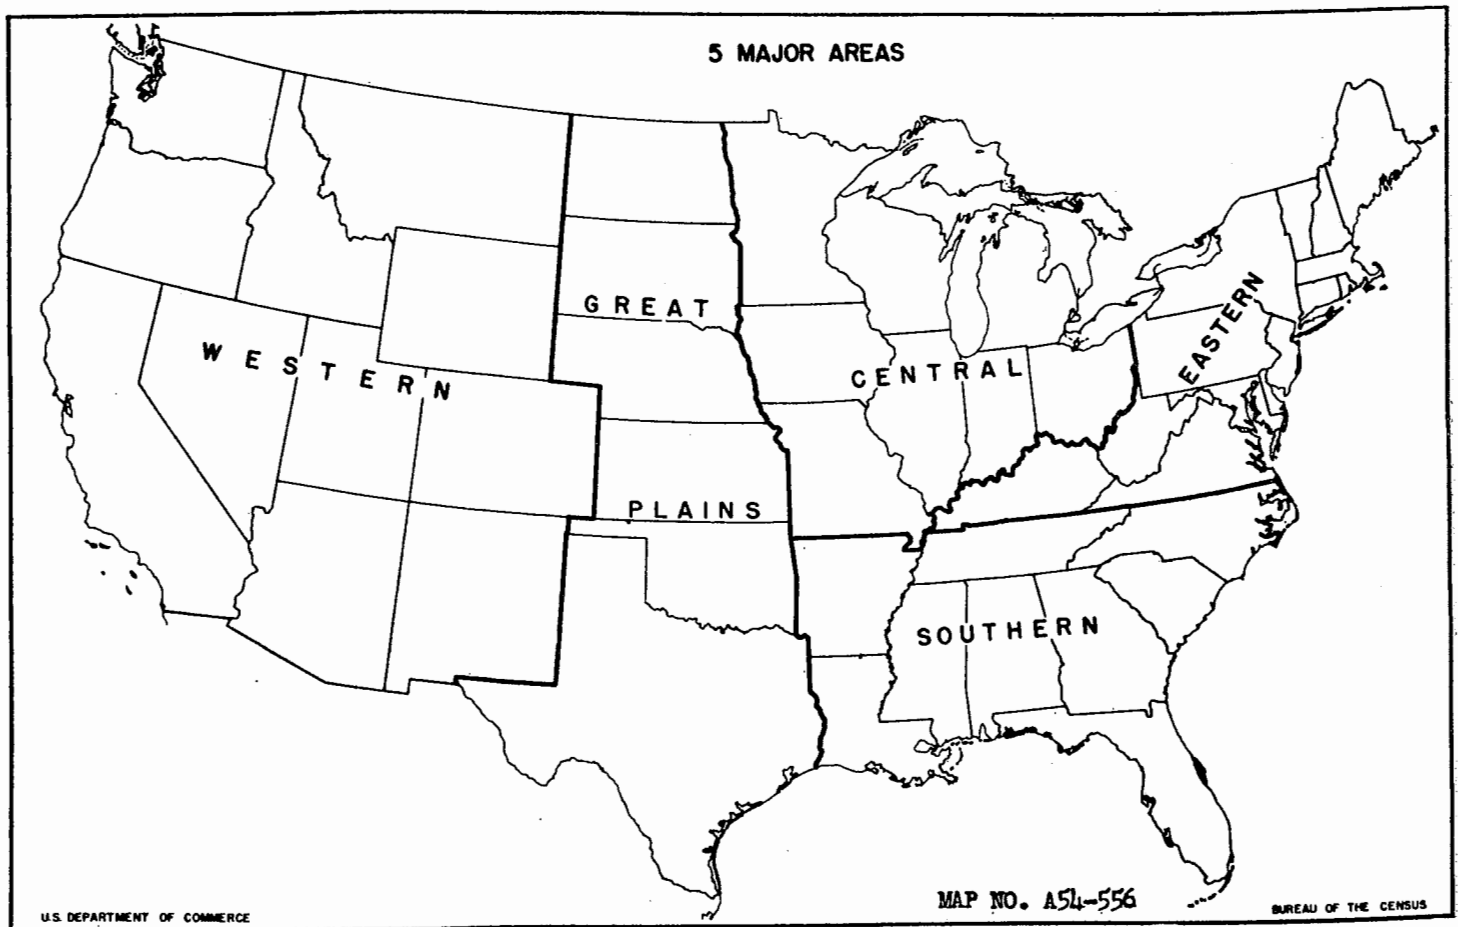 5 MAJOR AREAS
WESTERN
GREAT
PLAINS
CENTRAL
EASTERN
SOUTHERN
MAP NO. A54-556
U.S. DEPARTMENT OF COMMERCE
BUREAU OF THE CENSUS